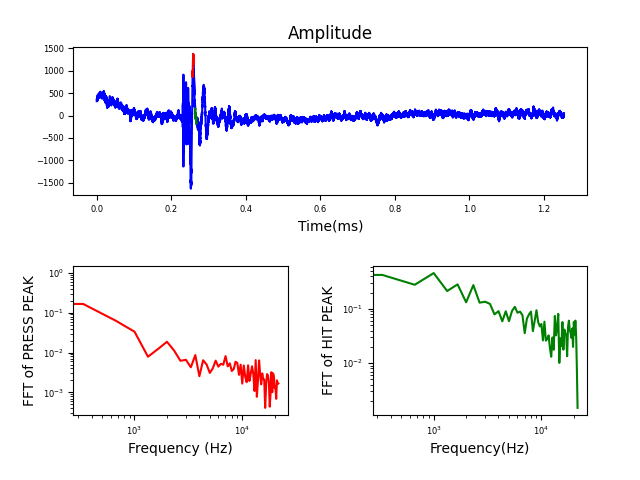 Amplitude
1500
1000
500
0
−500
−1000
−1500
0.0 0.2 0.4 0.6 0.8 1.0 1.2
Time(ms)
FFT of PRESS PEAK
10⁰
10⁻¹
10⁻²
10⁻³
10³ 10⁴
Frequency (Hz)
FFT of HIT PEAK
10⁻¹
10⁻²
10³ 10⁴
Frequency(Hz)